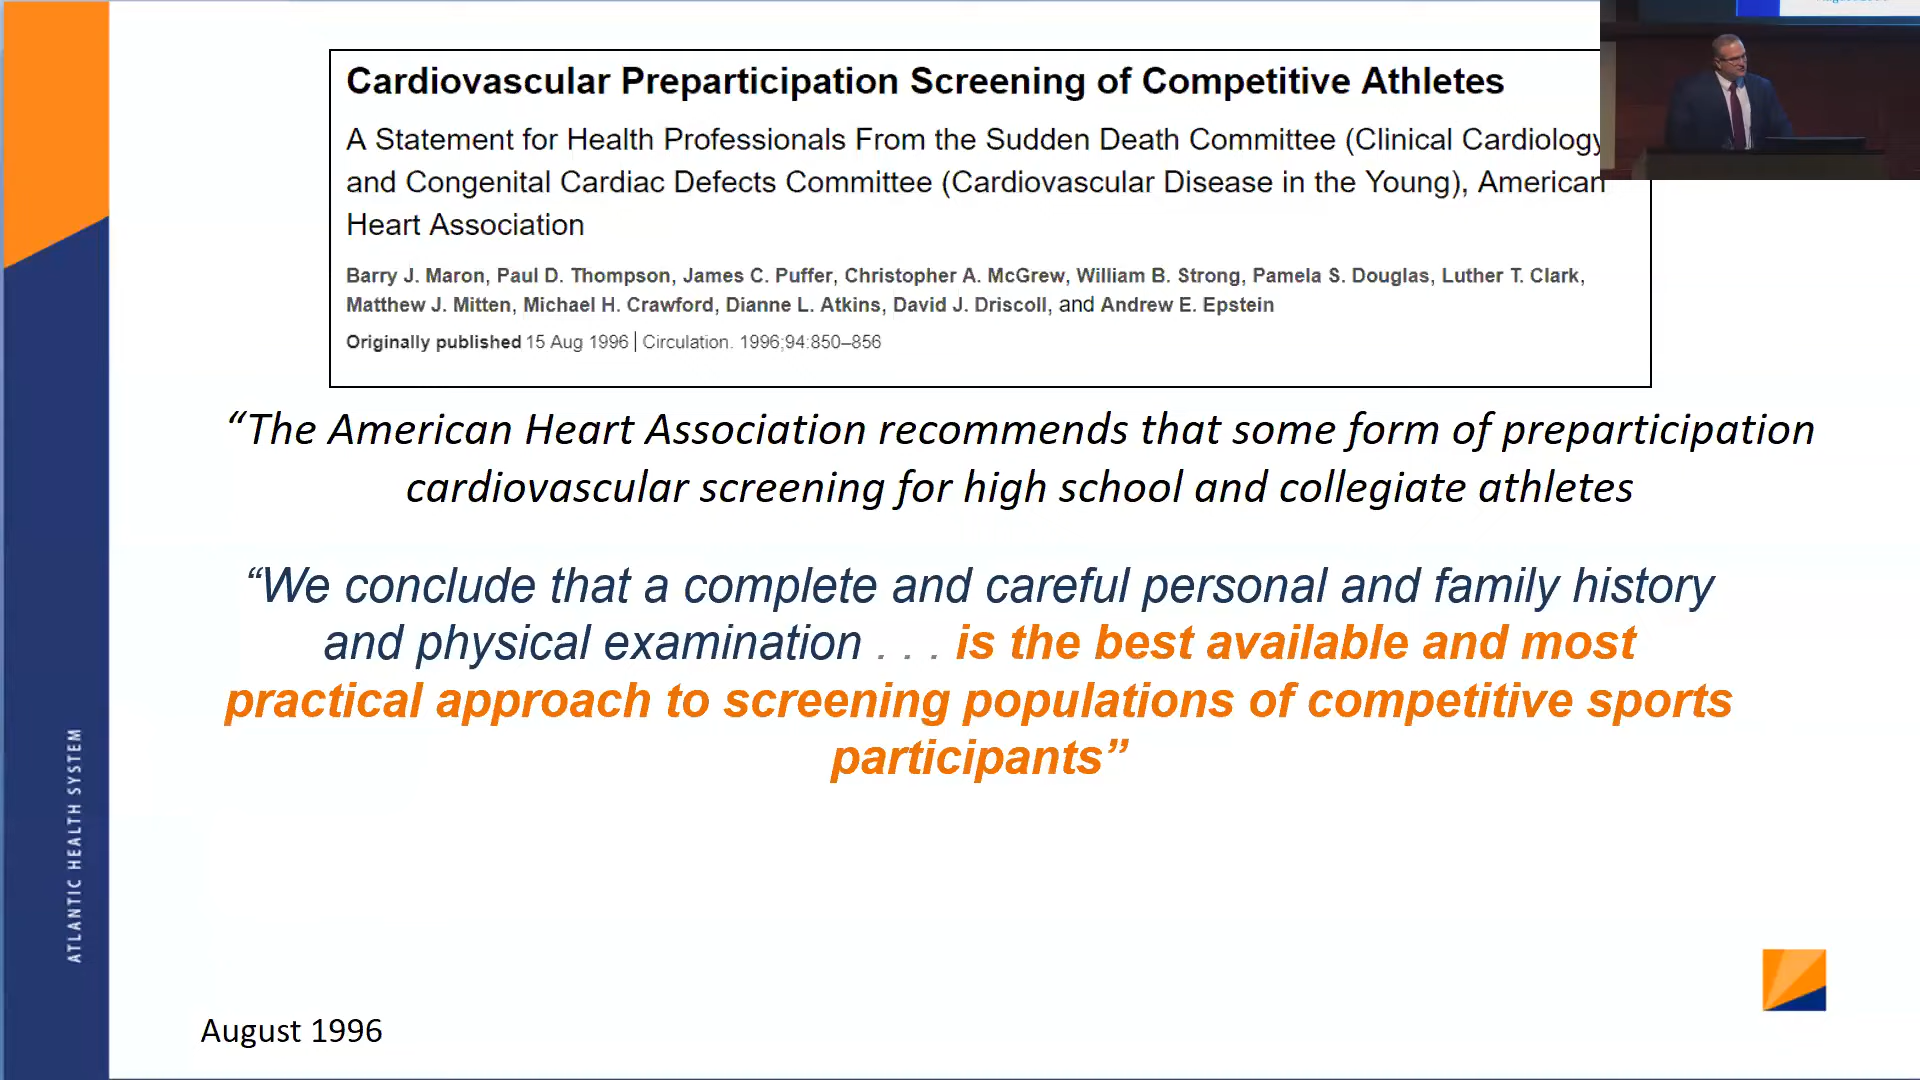 Cardiovascular Preparticipation Screening of Competitive Athletes
A Statement for Health Professionals From the Sudden Death Committee (Clinical Cardiology
and Congenital Cardiac Defects Committee (Cardiovascular Disease in the Young), American
Heart Association
Barry J. Maron, Paul D. Thompson, James C. Puffer, Christopher A. McGrew, William B. Strong, Pamela S. Douglas, Luther T. Clark,
Matthew J. Mitten, Michael H. Crawford, Dianne L. Atkins, David J. Driscoll, and Andrew E. Epstein
Originally published 15 Aug 1996 | Circulation. 1996;94:850–856
“The American Heart Association recommends that some form of preparticipation
cardiovascular screening for high school and collegiate athletes
“We conclude that a complete and careful personal and family history
and physical examination . . . is the best available and most
practical approach to screening populations of competitive sports
participants”
ATLANTIC HEALTH SYSTEM
August 1996